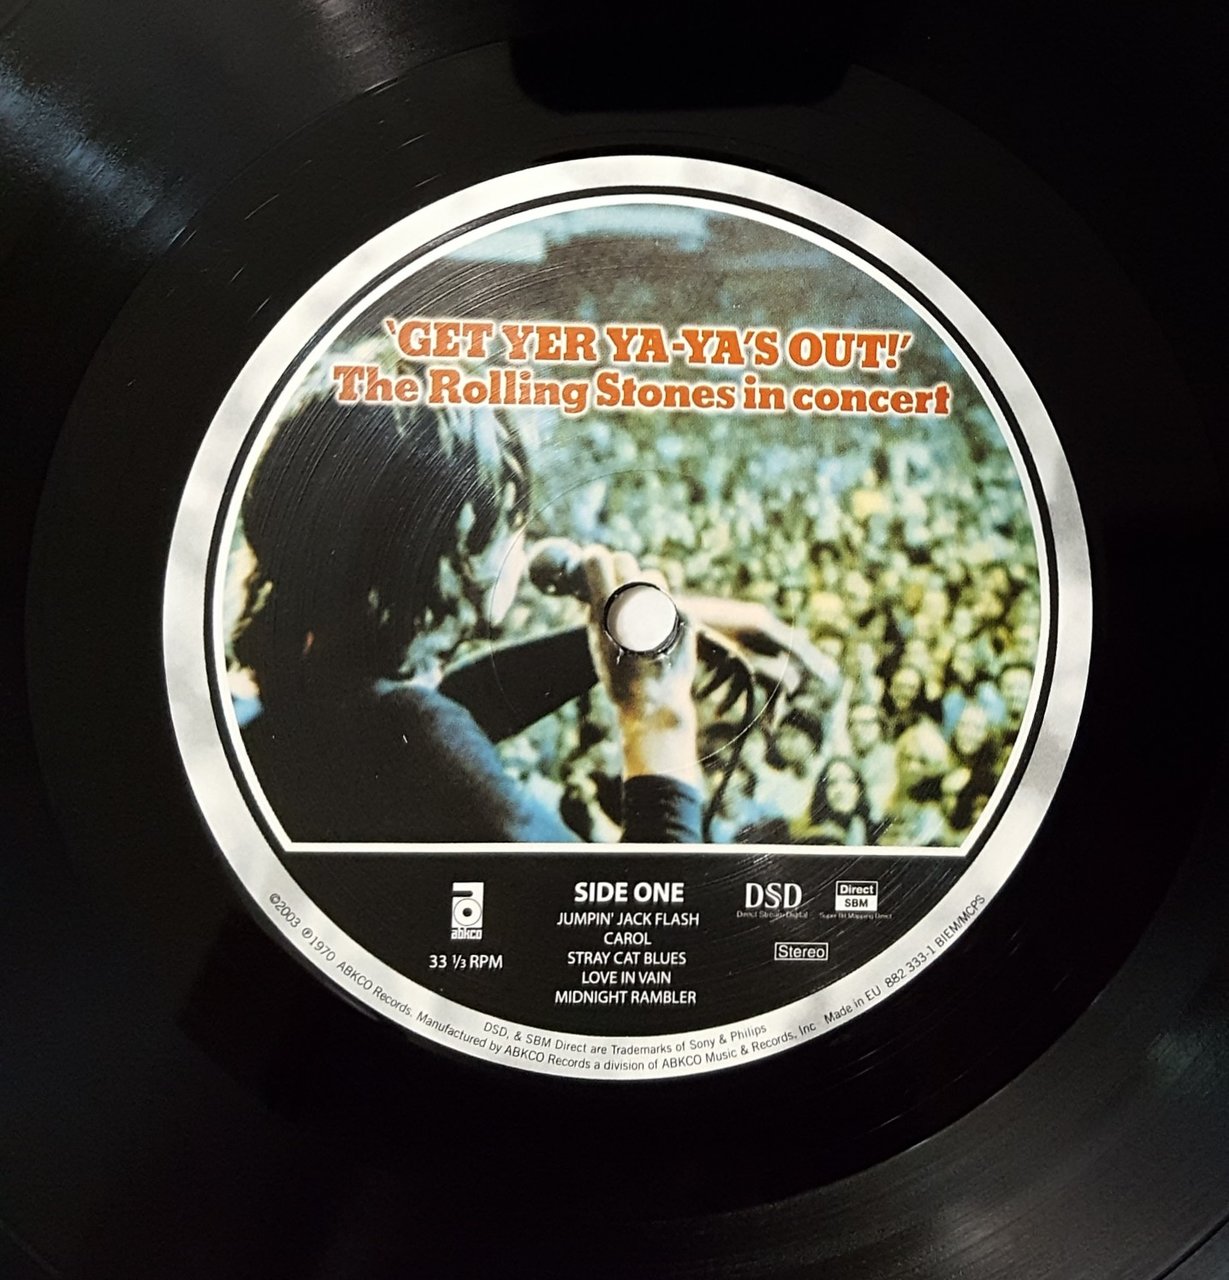 ‘GET YER YA-YA’S OUT!’
The Rolling Stones in concert
abkco
33 ⅓ RPM
SIDE ONE
JUMPIN' JACK FLASH
CAROL
STRAY CAT BLUES
LOVE IN VAIN
MIDNIGHT RAMBLER
DSD
Direct Stream Digital
Direct
SBM
Super Bit Mapping Direct
Stereo
DSD, & SBM Direct are Trademarks of Sony & Philips
©2003 ℗1970 ABKCO Records. Manufactured by ABKCO Records a division of ABKCO Music & Records, Inc Made in EU 882 333-1 BIEM/MCPS